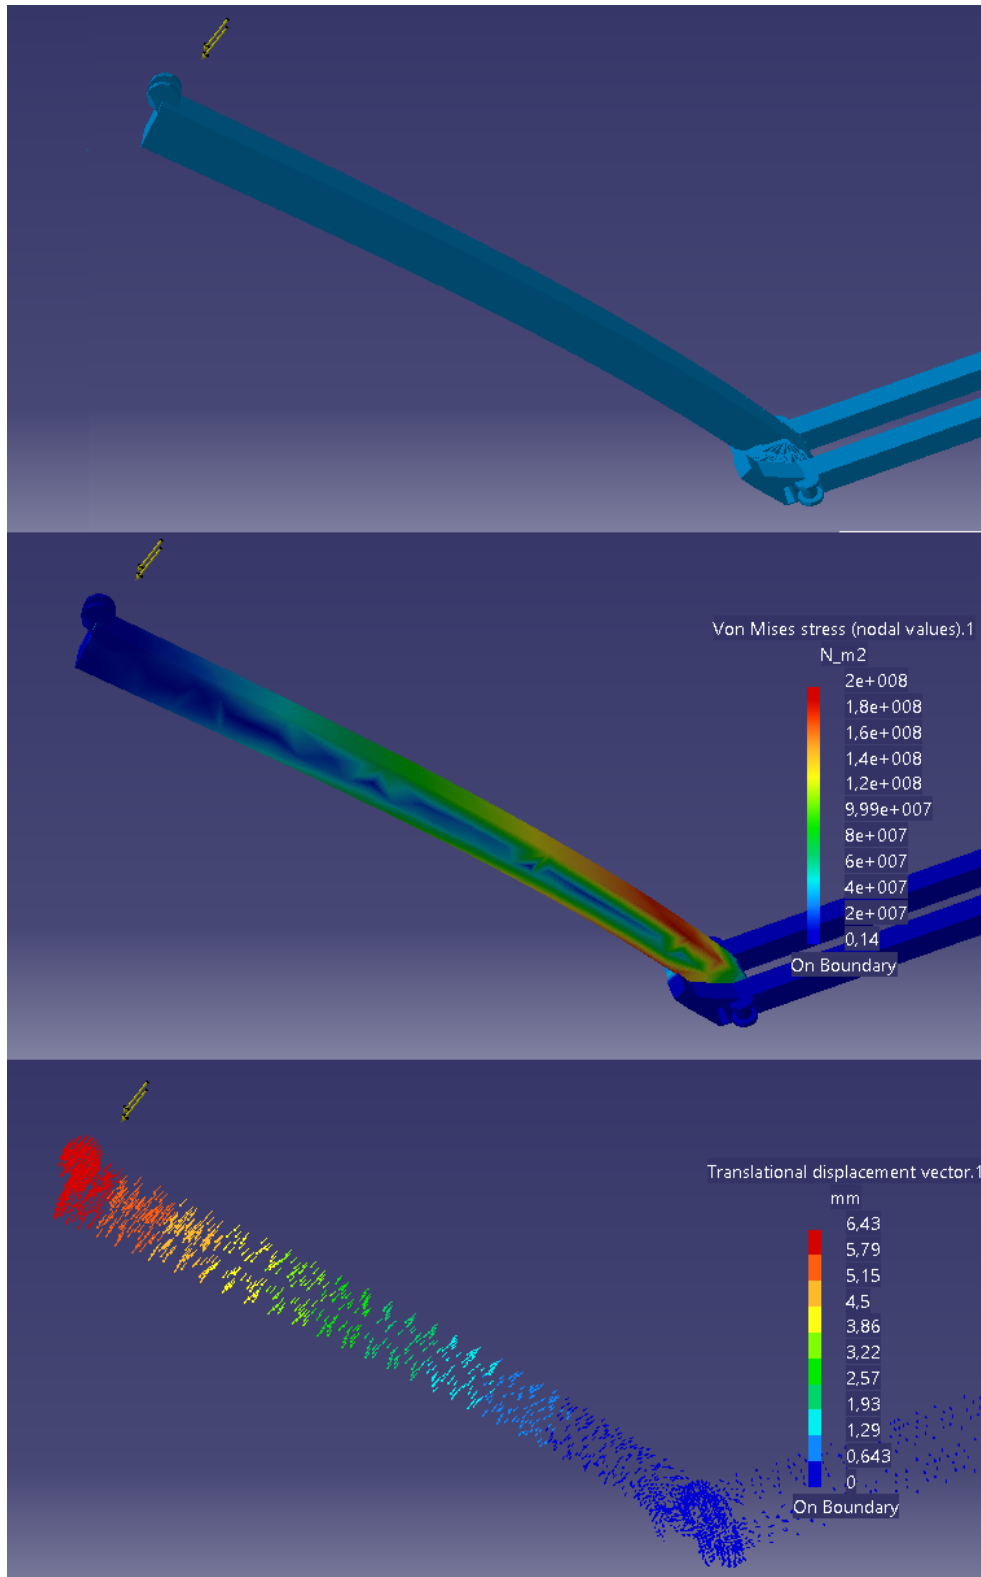 Von Mises stress (nodal values).1
N_m2
2e+008
1,8e+008
1,6e+008
1,4e+008
1,2e+008
9,99e+007
8e+007
6e+007
4e+007
2e+007
0,14
On Boundary
Translational displacement vector.1
mm
6,43
5,79
5,15
4,5
3,86
3,22
2,57
1,93
1,29
0,643
0
On Boundary